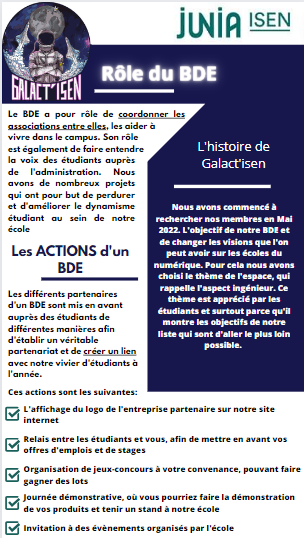 JUNIA ISEN
GALACT'ISEN
Rôle du BDE
Le BDE a pour rôle de coordonner les
associations entre elles, les aider à
vivre dans le campus. Son rôle
est également de faire entendre
la voix des étudiants auprès
de l'administration. Nous
avons de nombreux projets
qui ont pour but de perdurer
et d'améliorer le dynamisme
étudiant au sein de notre
école
L'histoire de
Galact'isen
Nous avons commencé à
rechercher nos membres en Mai
2022. L'objectif de notre BDE et
de changer les visions que l'on
peut avoir sur les écoles du
numérique. Pour cela nous avons
choisi le thème de l'espace, qui
rappelle l'aspect ingénieur. Ce
thème est apprécié par les
étudiants et surtout parce qu'il
montre les objectifs de notre
liste qui sont d'aller le plus loin
possible.
Les ACTIONS d'un
BDE
Les différents partenaires
d'un BDE sont mis en avant
auprès des étudiants de
différentes manières afin
d'établir un véritable
partenariat et de créer un lien
avec notre vivier d'étudiants à
l'année.
Ces actions sont les suivantes:
L'affichage du logo de l'entreprise partenaire sur notre site
internet
Relais entre les étudiants et vous, afin de mettre en avant vos
offres d'emplois et de stages
Organisation de jeux-concours à votre convenance, pouvant faire
gagner des lots
Journée démonstrative, où vous pourriez faire la démonstration
de vos produits et tenir un stand à notre école
Invitation à des évènements organisés par l'école